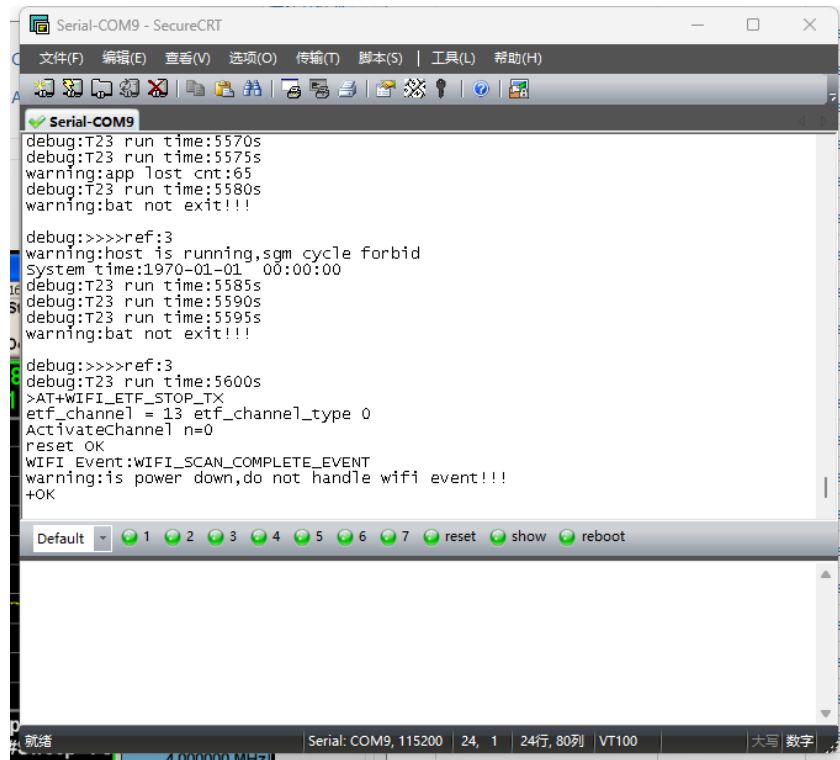 Serial-COM9 - SecureCRT
文件(F) 编辑(E) 查看(V) 选项(O) 传输(T) 脚本(S) 工具(L) 帮助(H)
Serial-COM9
debug:T23 run time:5570s
debug:T23 run time:5575s
warning:app lost cnt:65
debug:T23 run time:5580s
warning:bat not exit!!!
debug:>>>>ref:3
warning:host is running,sgm cycle forbid
System time:1970-01-01  00:00:00
debug:T23 run time:5585s
debug:T23 run time:5590s
debug:T23 run time:5595s
warning:bat not exit!!!
debug:>>>>ref:3
debug:T23 run time:5600s
>AT+WIFI_ETF_STOP_TX
etf_channel = 13 etf_channel_type 0
ActivateChannel n=0
reset OK
WIFI Event:WIFI_SCAN_COMPLETE_EVENT
warning:is power down,do not handle wifi event!!!
+OK
Default 1 2 3 4 5 6 7 reset show reboot
就绪 Serial: COM9, 115200 24, 1 24行, 80列 VT100 大写 数字
4.000000 MHz